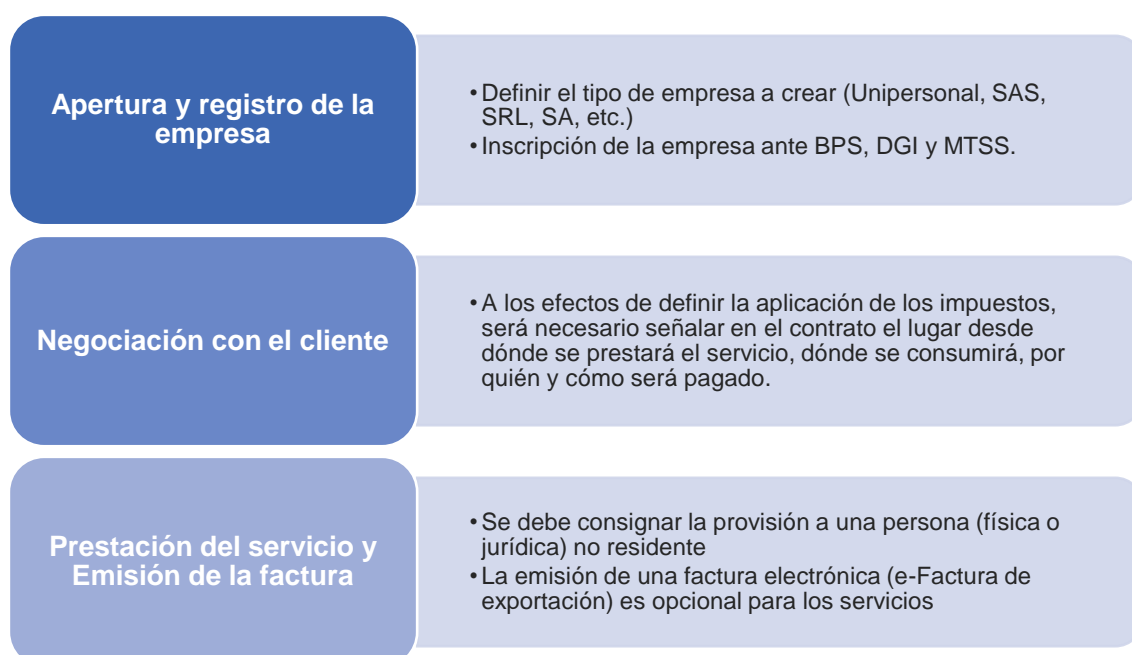 Apertura y registro de la
empresa
• Definir el tipo de empresa a crear (Unipersonal, SAS,
SRL, SA, etc.)
• Inscripción de la empresa ante BPS, DGI y MTSS.
Negociación con el cliente
• A los efectos de definir la aplicación de los impuestos,
será necesario señalar en el contrato el lugar desde
dónde se prestará el servicio, dónde se consumirá, por
quién y cómo será pagado.
Prestación del servicio y
Emisión de la factura
• Se debe consignar la provisión a una persona (física o
jurídica) no residente
• La emisión de una factura electrónica (e-Factura de
exportación) es opcional para los servicios